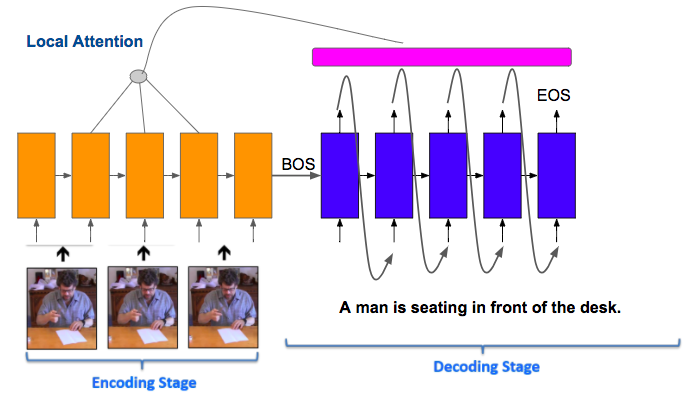 Local Attention
EOS
BOS
A man is seating in front of the desk.
Encoding Stage
Decoding Stage